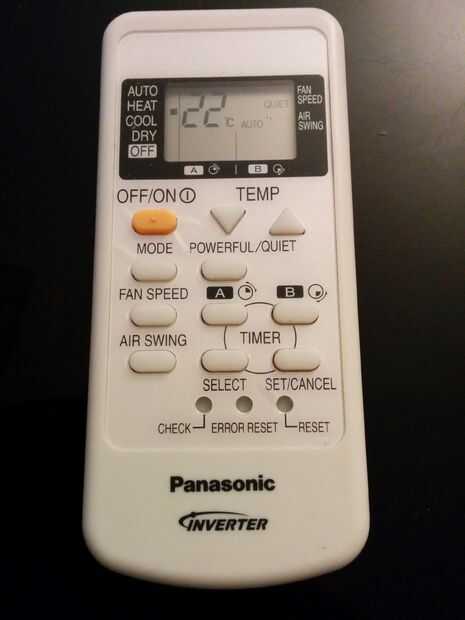 AUTO
HEAT
COOL
DRY
OFF
22 °C
QUIET
AUTO
FAN SPEED
AIR SWING
A B
OFF/ON TEMP
MODE POWERFUL/QUIET
FAN SPEED A B
AIR SWING TIMER
SELECT SET/CANCEL
CHECK ERROR RESET RESET
Panasonic
INVERTER